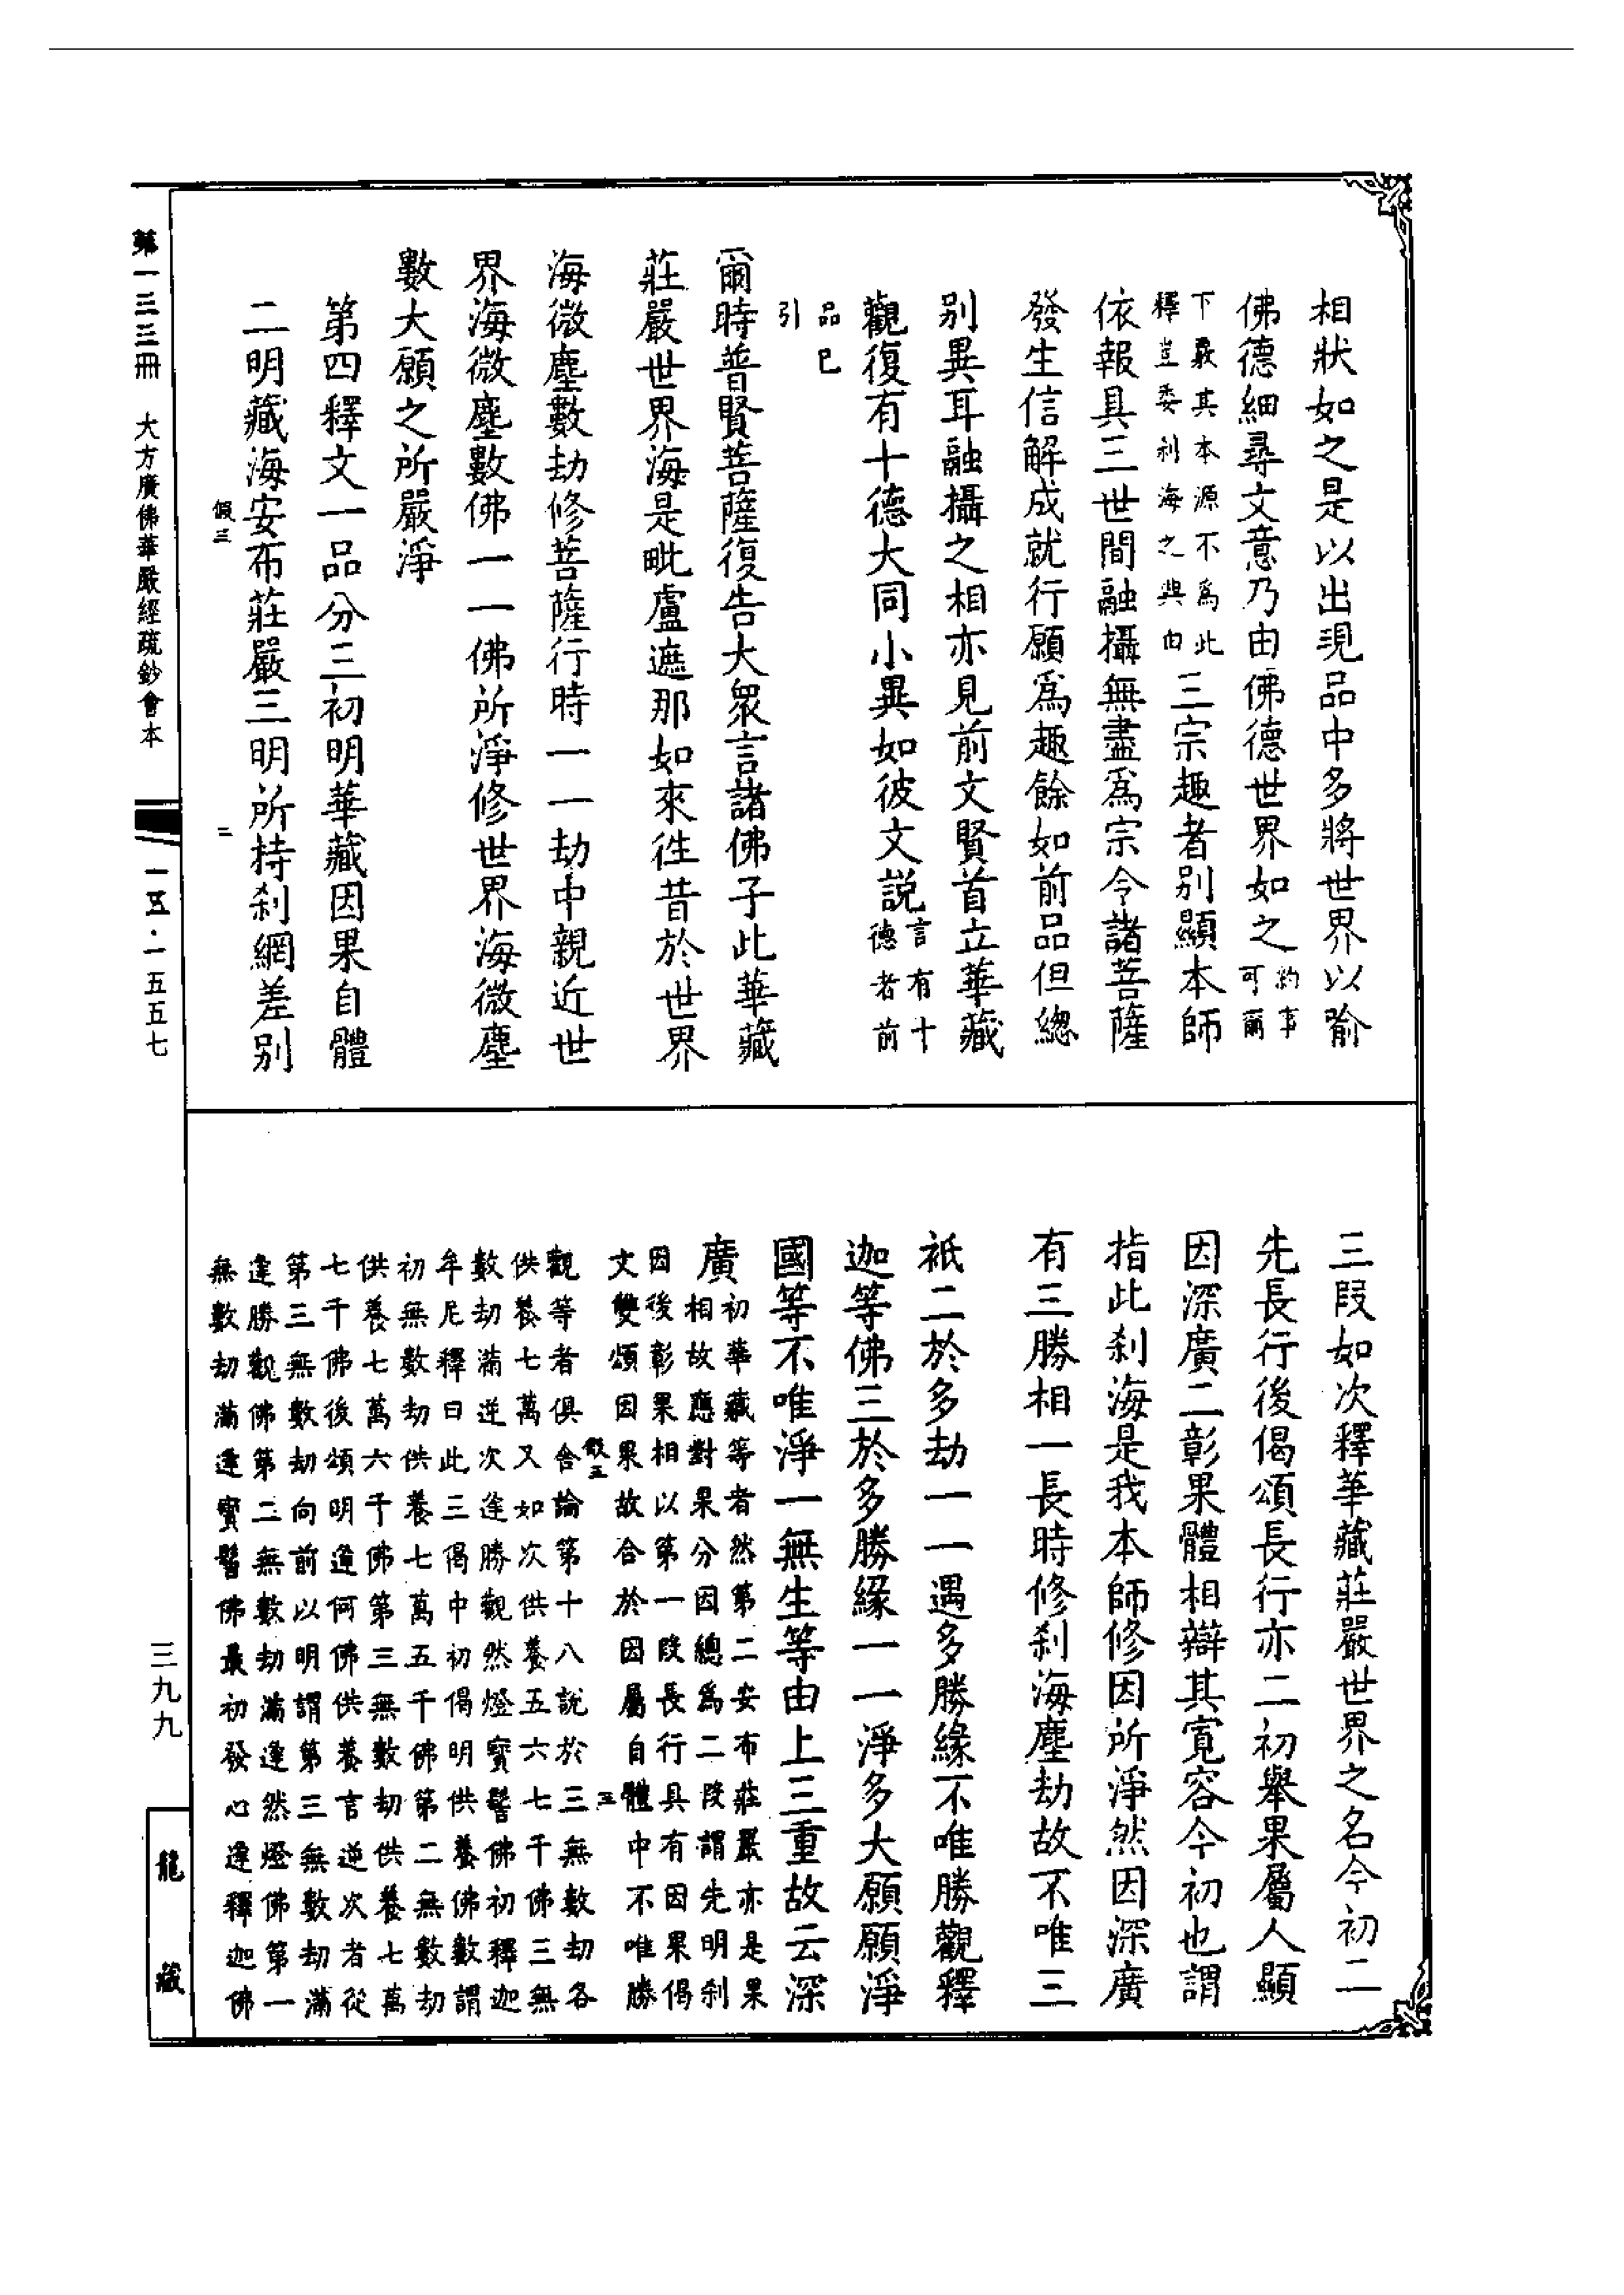 相狀如之是以出現品中多將世界以喻
佛德細尋文意乃由佛德世界如之約事
可爾
下覈其本源不為此
釋豈委刹海之興由三宗趣者别顯本師
依報具三世間融攝無盡為宗令諸菩薩
發生信解成就行願為趣餘如前品但總
别異耳融攝之相亦見前文賢首立華藏
觀復有十德大同小異如彼文説言有十
德者前
品已
引
爾時普賢菩薩復告大衆言諸佛子此華藏
莊嚴世界海是毗盧遮那如來徃昔於世界
海微塵數劫修菩薩行時一一劫中親近世
界海微塵數佛一一佛所淨修世界海微塵
數大願之所嚴淨
第四釋文一品分三初明華藏因果自體
二明藏海安布莊嚴三明所持刹網差别
假三
二
三段如次釋華藏莊嚴世界之名今初二
先長行後偈頌長行亦二初舉果屬人顯
因深廣二彰果體相辯其寛容今初也謂
指此刹海是我本師修因所淨然因深廣
有三勝相一長時修刹海塵劫故不唯三
祇二於多劫一一遇多勝緣不唯勝觀釋
迦等佛三於多勝緣一一淨多大願願淨
國等不唯淨一無生等由上三重故云深
廣初華藏等者然第二安布莊嚴亦是果
相故應對果分因總為二段謂先明刹
因後彰果相以第一段長行具有因果偈
文雙頌因果故合於因屬自體中不唯勝
假三
三
觀等者俱舍論第十八説於三無數劫各
供養七萬又如次供養五六七千佛三無
數劫滿逆次逢勝觀然燈寳髻佛初釋迦
牟尼釋曰此三偈中初偈明供養佛數謂
初無數劫供養七萬五千佛第二無數劫
供養七萬六千佛第三無數劫供養七萬
七千佛後頌明逢何佛供養言逆次者從
第三無數劫向前以明謂第三無數劫滿
逢勝觀佛第二無數劫滿逢然燈佛第一
無數劫滿逢寳髻佛最初發心逢釋迦佛
第一三三冊 大方廣佛華嚴經疏鈔會本
一五五·一五五七
三九九
龍藏